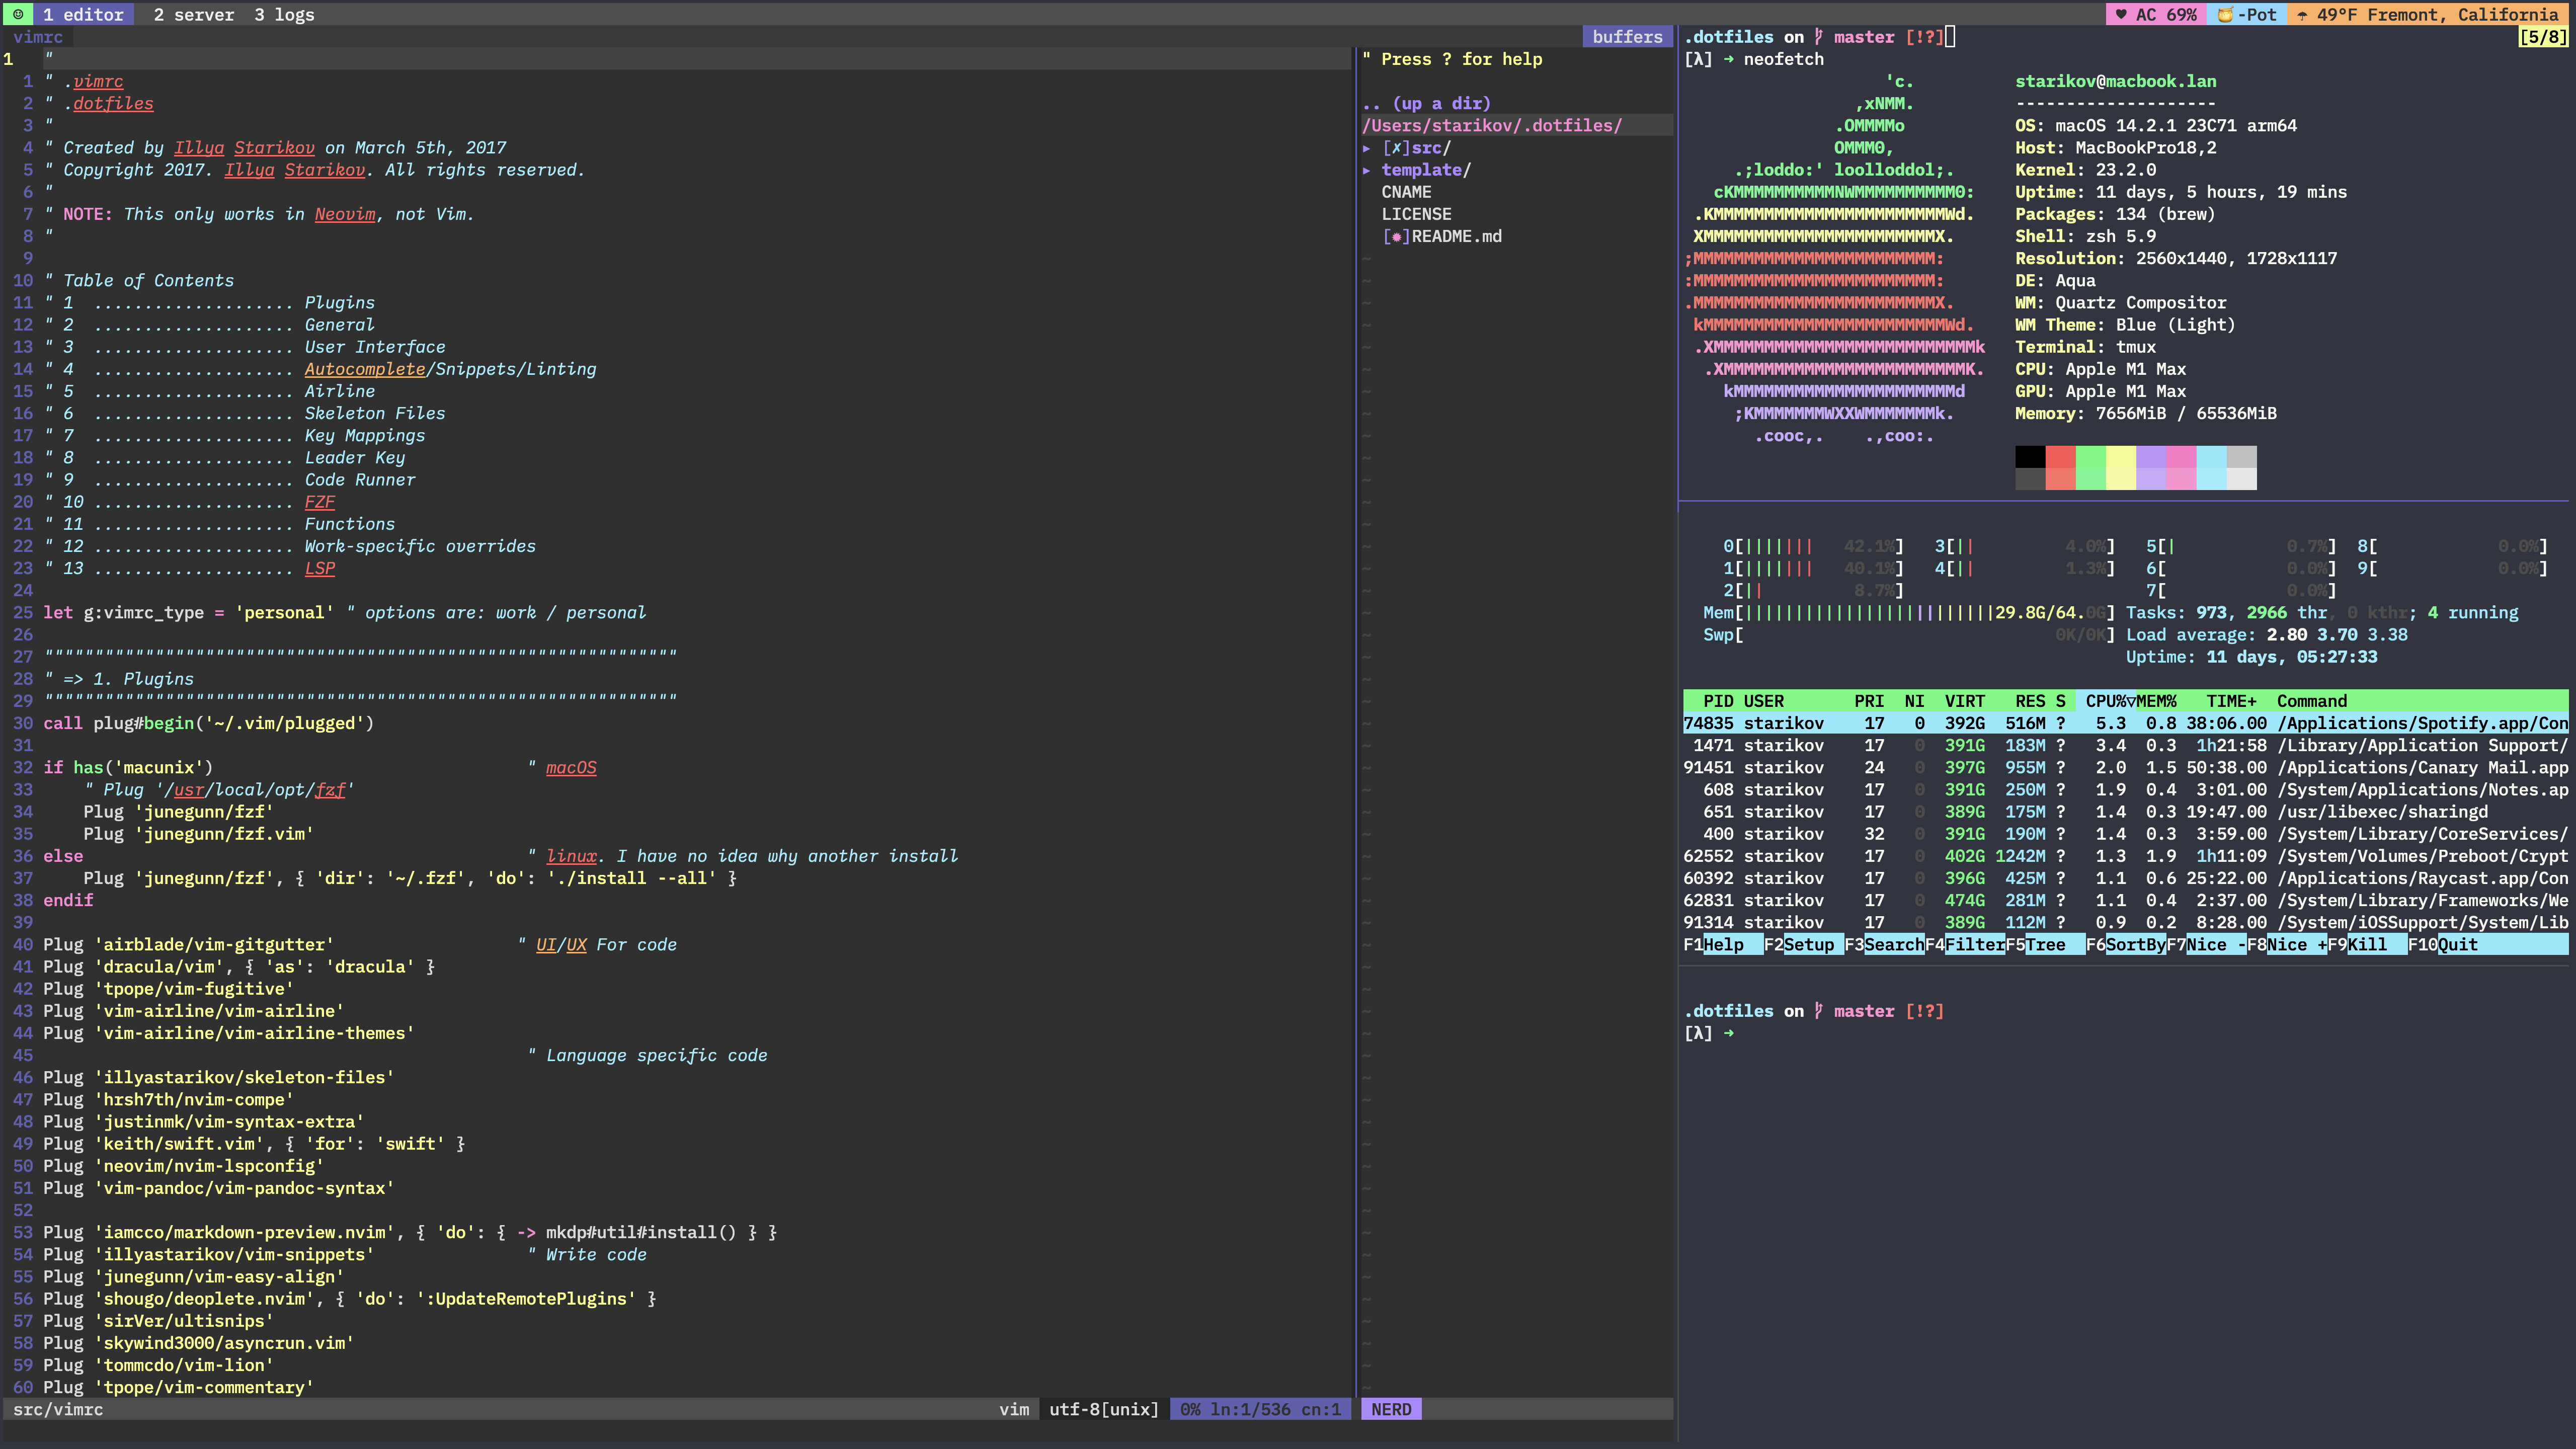 ☺ 1 editor 2 server 3 logs ♥ AC 69% 🍯-Pot ☂ 49°F Fremont, California
vimrc buffers
1 "
1 " .vimrc
2 " .dotfiles
3 "
4 " Created by Illya Starikov on March 5th, 2017
5 " Copyright 2017. Illya Starikov. All rights reserved.
6 "
7 " NOTE: This only works in Neovim, not Vim.
8 "
9
10 " Table of Contents
11 " 1 .................... Plugins
12 " 2 .................... General
13 " 3 .................... User Interface
14 " 4 .................... Autocomplete/Snippets/Linting
15 " 5 .................... Airline
16 " 6 .................... Skeleton Files
17 " 7 .................... Key Mappings
18 " 8 .................... Leader Key
19 " 9 .................... Code Runner
20 " 10 .................... FZF
21 " 11 .................... Functions
22 " 12 .................... Work-specific overrides
23 " 13 .................... LSP
24
25 let g:vimrc_type = 'personal' " options are: work / personal
26
27 """""""""""""""""""""""""""""""""""""""""""""""""""""""""""""""
28 " => 1. Plugins
29 """""""""""""""""""""""""""""""""""""""""""""""""""""""""""""""
30 call plug#begin('~/.vim/plugged')
31
32 if has('macunix') " macOS
33 " Plug '/usr/local/opt/fzf'
34 Plug 'junegunn/fzf'
35 Plug 'junegunn/fzf.vim'
36 else " linux. I have no idea why another install
37 Plug 'junegunn/fzf', { 'dir': '~/.fzf', 'do': './install --all' }
38 endif
39
40 Plug 'airblade/vim-gitgutter' " UI/UX For code
41 Plug 'dracula/vim', { 'as': 'dracula' }
42 Plug 'tpope/vim-fugitive'
43 Plug 'vim-airline/vim-airline'
44 Plug 'vim-airline/vim-airline-themes'
45 " Language specific code
46 Plug 'illyastarikov/skeleton-files'
47 Plug 'hrsh7th/nvim-compe'
48 Plug 'justinmk/vim-syntax-extra'
49 Plug 'keith/swift.vim', { 'for': 'swift' }
50 Plug 'neovim/nvim-lspconfig'
51 Plug 'vim-pandoc/vim-pandoc-syntax'
52
53 Plug 'iamcco/markdown-preview.nvim', { 'do': { -> mkdp#util#install() } }
54 Plug 'illyastarikov/vim-snippets' " Write code
55 Plug 'junegunn/vim-easy-align'
56 Plug 'shougo/deoplete.nvim', { 'do': ':UpdateRemotePlugins' }
57 Plug 'sirVer/ultisnips'
58 Plug 'skywind3000/asyncrun.vim'
59 Plug 'tommcdo/vim-lion'
60 Plug 'tpope/vim-commentary'
src/vimrc vim utf-8[unix] 0% ln:1/536 cn:1
" Press ? for help
.. (up a dir)
/Users/starikov/.dotfiles/
▸ [✗]src/
▸ template/
CNAME
LICENSE
[✹]README.md
NERD
.dotfiles on master [!?] [5/8]
[λ] ➜ neofetch
'c.
,xNMM.
.OMMMMo
OMMM0,
.;loddo:' loolloddol;.
cKMMMMMMMMMMNWMMMMMMMMMM0:
.KMMMMMMMMMMMMMMMMMMMMMMMWd.
XMMMMMMMMMMMMMMMMMMMMMMMX.
;MMMMMMMMMMMMMMMMMMMMMMMM:
:MMMMMMMMMMMMMMMMMMMMMMMM:
.MMMMMMMMMMMMMMMMMMMMMMMMX.
kMMMMMMMMMMMMMMMMMMMMMMMMWd.
.XMMMMMMMMMMMMMMMMMMMMMMMMMMk
.XMMMMMMMMMMMMMMMMMMMMMMMMK.
kMMMMMMMMMMMMMMMMMMMMMMd
;KMMMMMMMWXXWMMMMMMMk.
.cooc,. .,coo:.
starikov@macbook.lan
--------------------
OS: macOS 14.2.1 23C71 arm64
Host: MacBookPro18,2
Kernel: 23.2.0
Uptime: 11 days, 5 hours, 19 mins
Packages: 134 (brew)
Shell: zsh 5.9
Resolution: 2560x1440, 1728x1117
DE: Aqua
WM: Quartz Compositor
WM Theme: Blue (Light)
Terminal: tmux
CPU: Apple M1 Max
GPU: Apple M1 Max
Memory: 7656MiB / 65536MiB
0[||||||| 42.1%] 3[|| 4.0%] 5[| 0.7%] 8[ 0.0%]
1[||||||| 40.1%] 4[|| 1.3%] 6[ 0.0%] 9[ 0.0%]
2[|| 8.7%] 7[ 0.0%]
Mem[|||||||||||||||||||||||||29.8G/64.0G] Tasks: 973, 2966 thr, 0 kthr; 4 running
Swp[ 0K/0K] Load average: 2.80 3.70 3.38
Uptime: 11 days, 05:27:33
PID USER PRI NI VIRT RES S CPU%▽MEM% TIME+ Command
74835 starikov 17 0 392G 516M ? 5.3 0.8 38:06.00 /Applications/Spotify.app/Con
1471 starikov 17 0 391G 183M ? 3.4 0.3 1h21:58 /Library/Application Support/
91451 starikov 24 0 397G 955M ? 2.0 1.5 50:38.00 /Applications/Canary Mail.app
608 starikov 17 0 391G 250M ? 1.9 0.4 3:01.00 /System/Applications/Notes.ap
651 starikov 17 0 389G 175M ? 1.4 0.3 19:47.00 /usr/libexec/sharingd
400 starikov 32 0 391G 190M ? 1.4 0.3 3:59.00 /System/Library/CoreServices/
62552 starikov 17 0 402G 1242M ? 1.3 1.9 1h11:09 /System/Volumes/Preboot/Crypt
60392 starikov 17 0 396G 425M ? 1.1 0.6 25:22.00 /Applications/Raycast.app/Con
62831 starikov 17 0 474G 281M ? 1.1 0.4 2:37.00 /System/Library/Frameworks/We
91314 starikov 17 0 389G 112M ? 0.9 0.2 8:28.00 /System/iOSSupport/System/Lib
F1Help F2Setup F3SearchF4FilterF5Tree F6SortByF7Nice -F8Nice +F9Kill F10Quit
.dotfiles on master [!?]
[λ] ➜